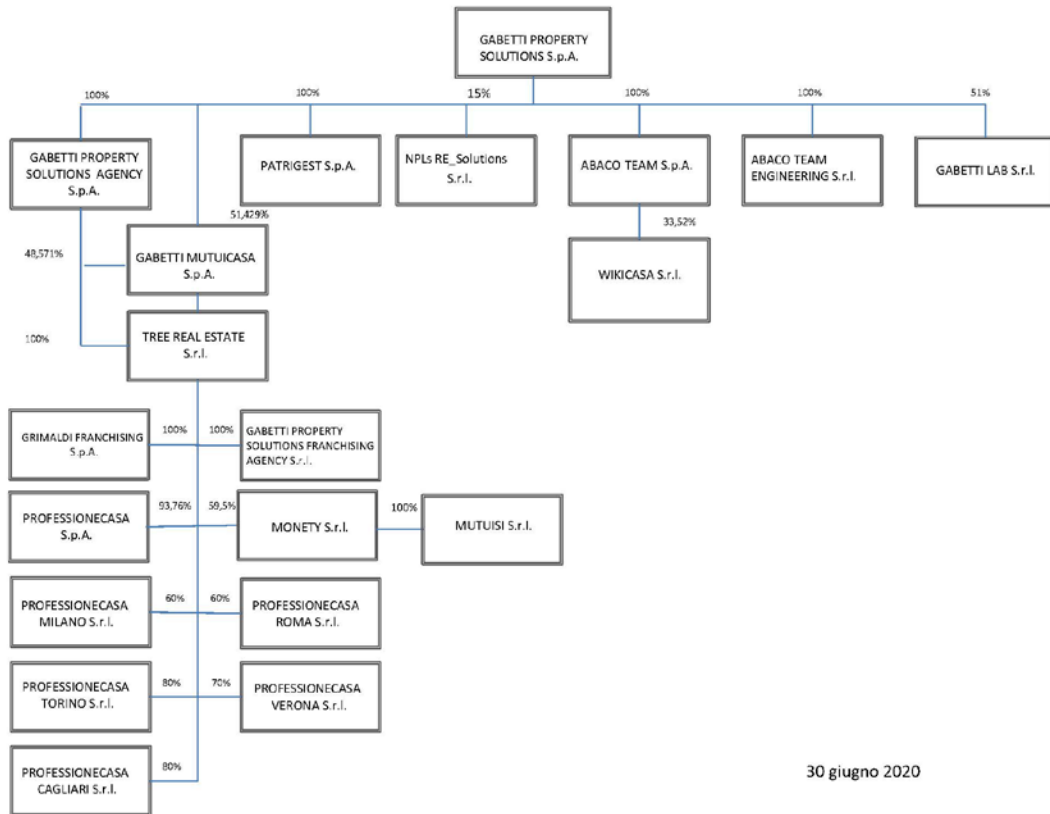 GABETTI PROPERTY
SOLUTIONS S.p.A.
100%
100%
15%
100%
100%
51%
GABETTI PROPERTY
SOLUTIONS AGENCY
S.p.A.
PATRIGEST S.p.A.
NPLs RE_Solutions
S.r.l.
ABACO TEAM S.p.A.
ABACO TEAM
ENGINEERING S.r.l.
GABETTI LAB S.r.l.
51,429%
33,52%
48,571%
GABETTI MUTUICASA
S.p.A.
WIKICASA S.r.l.
100%
TREE REAL ESTATE
S.r.l.
GRIMALDI FRANCHISING
S.p.A.
100%
100%
GABETTI PROPERTY
SOLUTIONS FRANCHISING
AGENCY S.r.l.
PROFESSIONECASA
S.p.A.
93,76%
59,5%
MONETY S.r.l.
100%
MUTUISI S.r.l.
PROFESSIONECASA
MILANO S.r.l.
60%
60%
PROFESSIONECASA
ROMA S.r.l.
PROFESSIONECASA
TORINO S.r.l.
80%
70%
PROFESSIONECASA
VERONA S.r.l.
PROFESSIONECASA
CAGLIARI S.r.l.
80%
30 giugno 2020